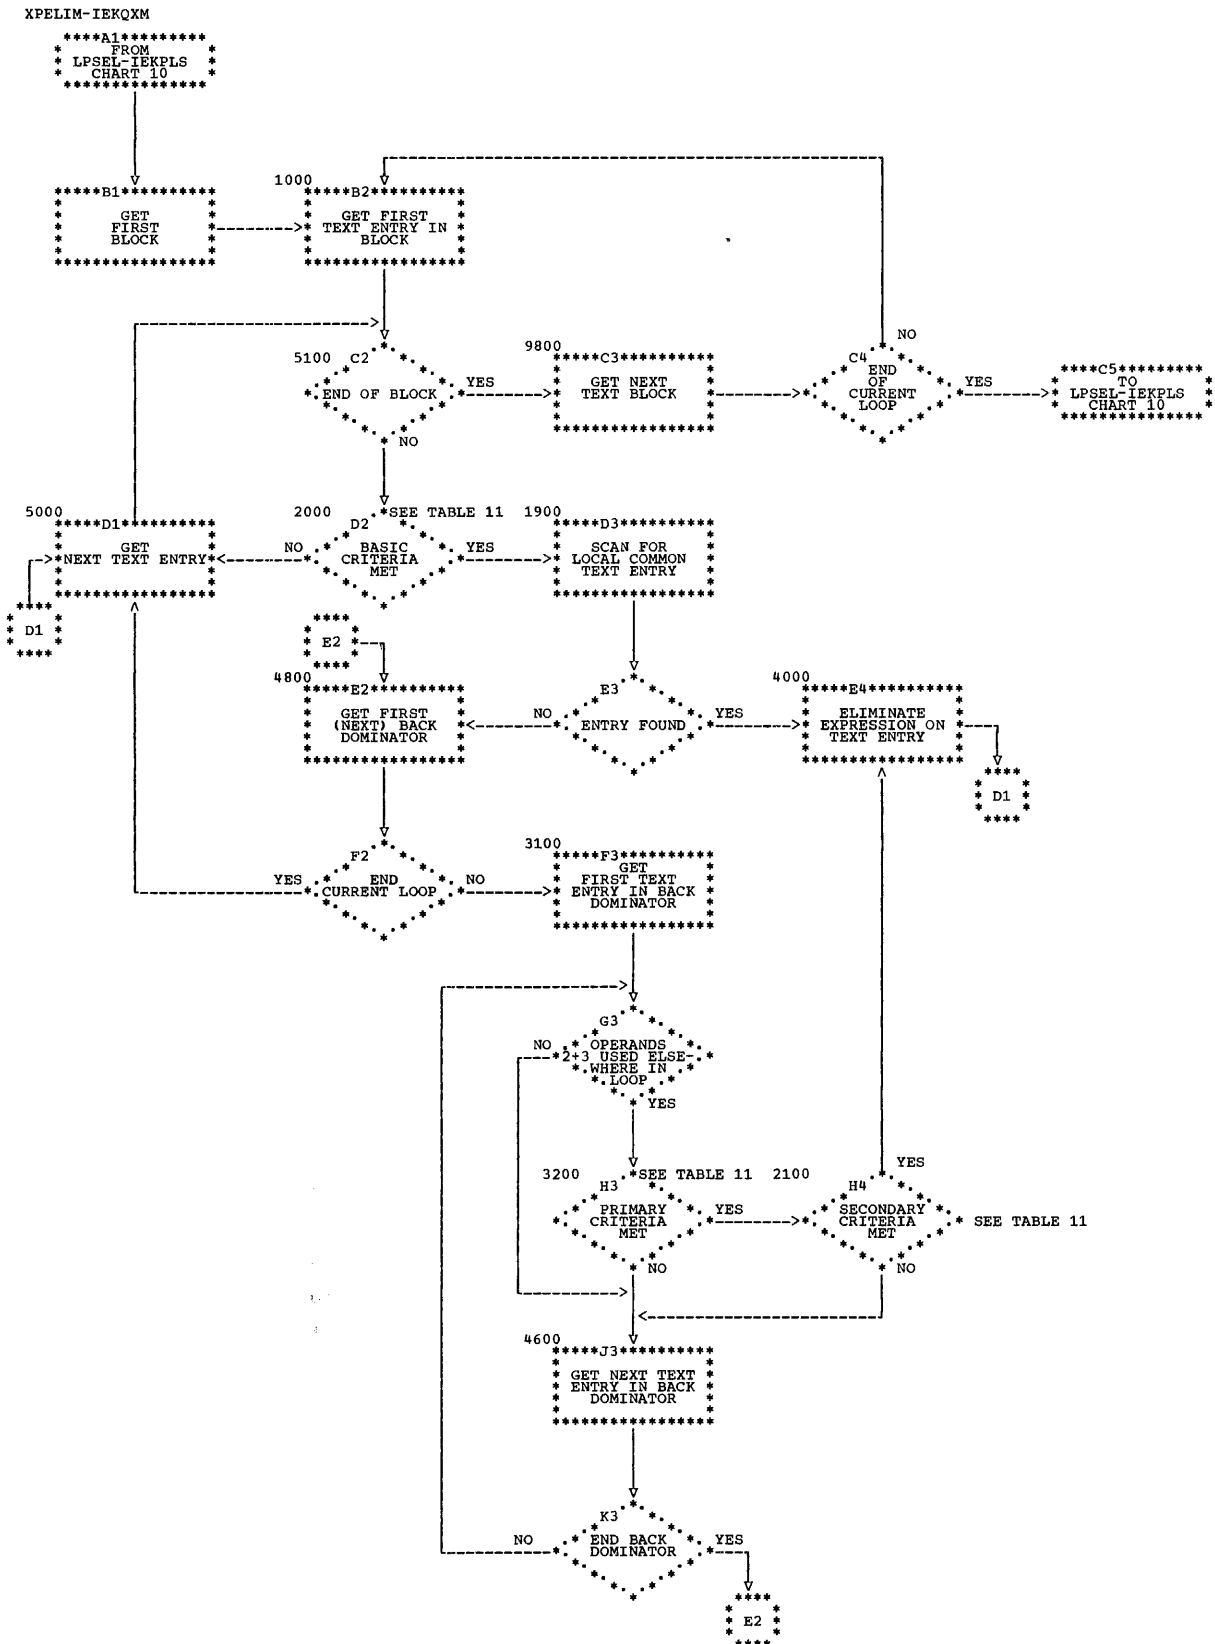 XPELIM-IEKQXM
****A1*********
FROM
LPSEL-IEKPLS
CHART 10
1000
B1
GET
FIRST
BLOCK
B2
GET FIRST
TEXT ENTRY IN
BLOCK
5100
C2
END OF BLOCK
YES
NO
9800
C3
GET NEXT
TEXT BLOCK
NO
C4
END
OF
CURRENT
LOOP
YES
C5
TO
LPSEL-IEKPLS
CHART 10
5000
D1
GET
NEXT TEXT ENTRY
D1
2000
SEE TABLE 11
D2
BASIC
CRITERIA
MET
NO
YES
1900
D3
SCAN FOR
LOCAL COMMON
TEXT ENTRY
E2
4800
E2
GET FIRST
(NEXT) BACK
DOMINATOR
E3
ENTRY FOUND
NO
YES
4000
E4
ELIMINATE
EXPRESSION ON
TEXT ENTRY
D1
F2
END
CURRENT LOOP
YES
NO
3100
F3
GET
FIRST TEXT
ENTRY IN BACK
DOMINATOR
G3
NO
OPERANDS
2+3 USED ELSE-
WHERE IN
LOOP
YES
3200
SEE TABLE 11
H3
PRIMARY
CRITERIA
MET
YES
NO
2100
YES
H4
SECONDARY
CRITERIA
MET
SEE TABLE 11
NO
4600
J3
GET NEXT TEXT
ENTRY IN BACK
DOMINATOR
K3
NO
END BACK
DOMINATOR
YES
E2